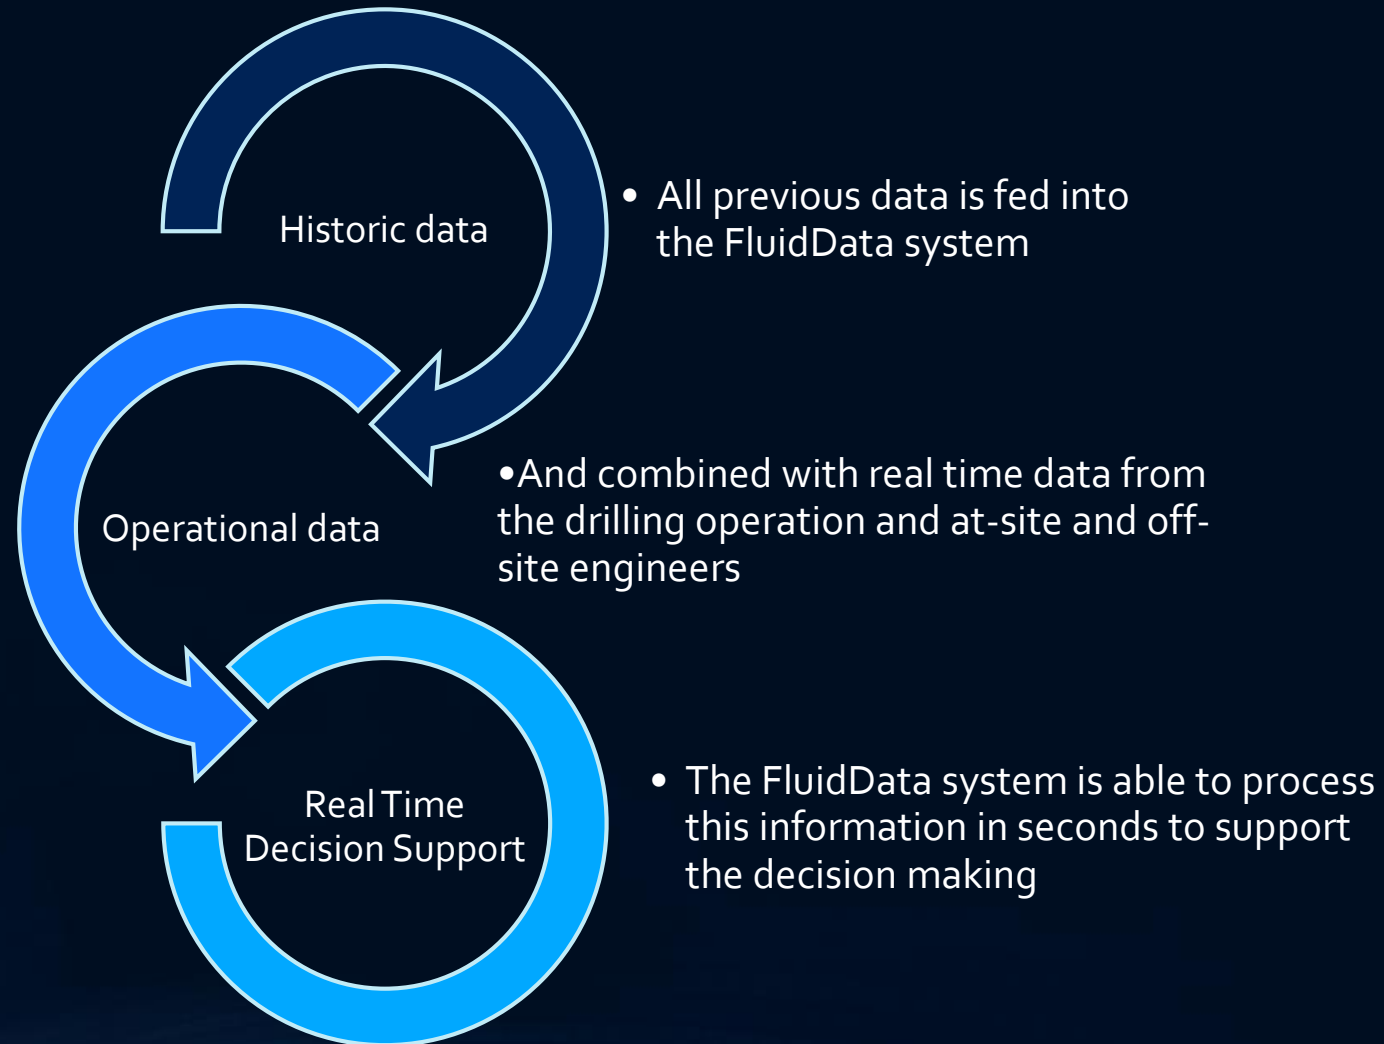 Historic data
• All previous data is fed into
the FluidData system
Operational data
•And combined with real time data from
the drilling operation and at-site and off-
site engineers
Real Time
Decision Support
• The FluidData system is able to process
this information in seconds to support
the decision making